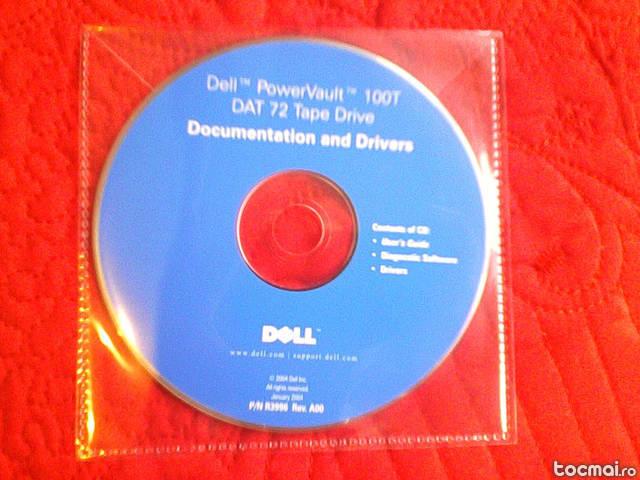 Dell™ PowerVault™ 100T
DAT 72 Tape Drive
Documentation and Drivers
Contents of CD:
• User's Guide
• Diagnostic Software
• Drivers
DELL™
www.dell.com | support.dell.com
© 2004 Dell Inc.
All rights reserved.
January 2004
P/N R3996 Rev. A00
tocmai.ro